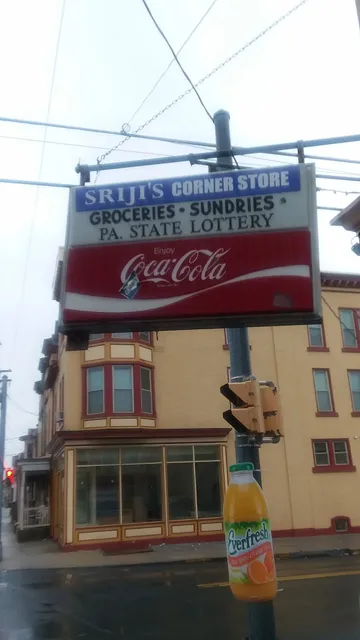 SRIJI'S CORNER STORE
GROCERIES • SUNDRIES
PA. STATE LOTTERY
Enjoy
Coca-Cola
Everfresh